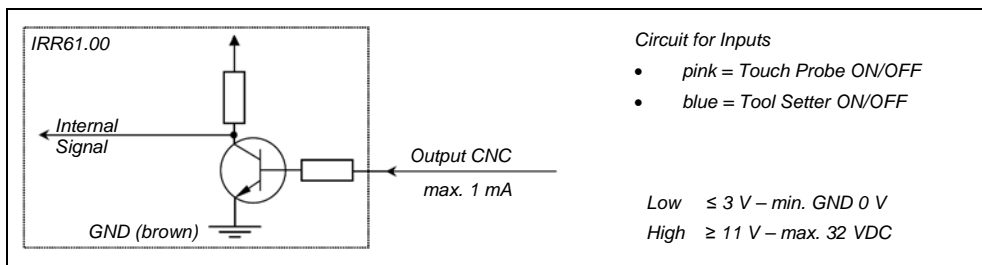 IRR61.00
Internal
Signal
GND (brown)
Output CNC
max. 1 mA
Circuit for Inputs
• pink = Touch Probe ON/OFF
• blue = Tool Setter ON/OFF
Low ≤ 3 V – min. GND 0 V
High ≥ 11 V – max. 32 VDC